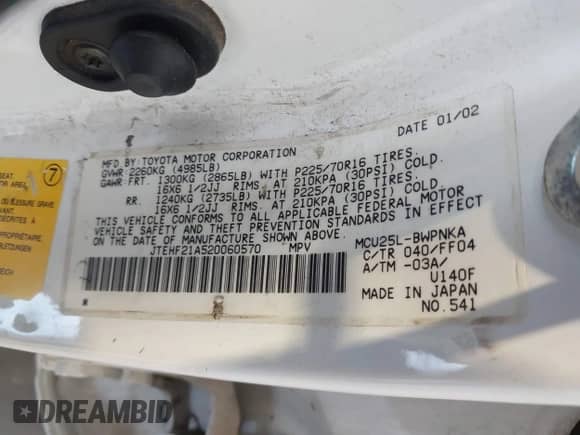 7
SEAT
OR AREA
DATE 01/02
MFD.BY:TOYOTA MOTOR CORPORATION
GVWR:2260KG (4985LB)
GAWR FRT. 1300KG (2865LB) WITH P225/70R16 TIRES.
16X6 1/2JJ RIMS, AT 210KPA (30PSI) COLD.
RR. 1240KG (2735LB) WITH P225/70R16 TIRES.
16X6 1/2JJ RIMS, AT 210KPA (30PSI) COLD.
THIS VEHICLE CONFORMS TO ALL APPLICABLE FEDERAL MOTOR
VEHICLE SAFETY AND THEFT PREVENTION STANDARDS IN EFFECT
ON THE DATE OF MANUFACTURE SHOWN ABOVE.
JTEHF21A520060570 MPV
MCU25L-BWPNKA
C/TR 040/FF04
A/TM -03A/
U140F
MADE IN JAPAN
NO.541
DREAMBID